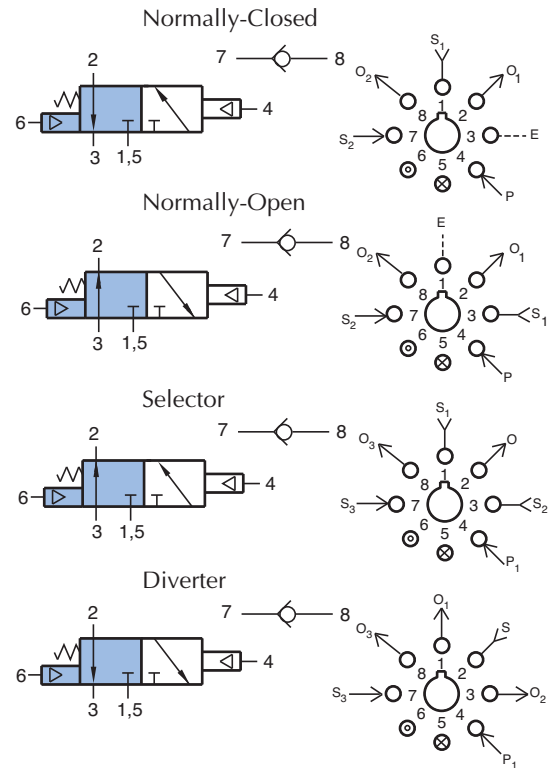 Normally-Closed
2
7 8
6 4
3 1,5
S1
O2 O1
1
8 2
S2 7 3 E
6 4
5
P
Normally-Open
2
7 8
6 4
3 1,5
E
O2 O1
1
8 2
S2 7 3 S1
6 4
5
P
Selector
2
7 8
6 4
3 1,5
S1
O3 O
1
8 2
S3 7 3 S2
6 4
5
P1
Diverter
2
7 8
6 4
3 1,5
O1
O3 S
1
8 2
S3 7 3 O2
6 4
5
P1